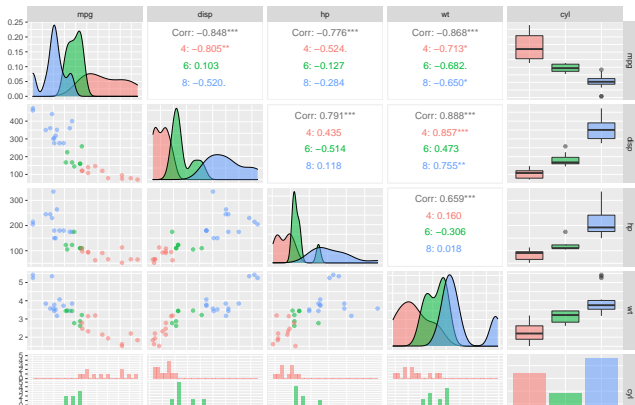 mpg disp hp wt cyl
0.25
0.20
0.15
0.10
0.05
0.00
Corr: −0.848***
4: −0.805**
6: 0.103
8: −0.520.
Corr: −0.776***
4: −0.524.
6: −0.127
8: −0.284
Corr: −0.868***
4: −0.713*
6: −0.682.
8: −0.650*
mpg
400
300
200
100
Corr: 0.791***
4: 0.435
6: −0.514
8: 0.118
Corr: 0.888***
4: 0.857***
6: 0.473
8: 0.755**
disp
300
200
100
Corr: 0.659***
4: 0.160
6: −0.306
8: 0.018
hp
5
4
3
2
wt
cyl